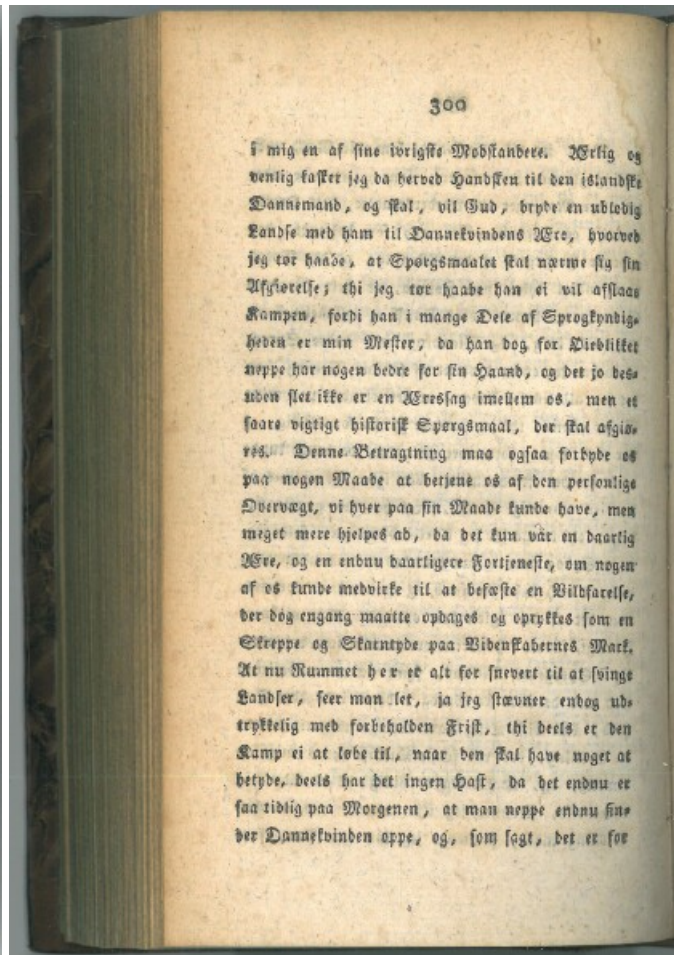 300
i mig en af sine ivrigste Modstandere. Ærlig og
venlig kasker jeg da herved Handsken til den islandske
Dannemand, og skal, vil Gud, bryde en ublodig
Landse med ham til Dannekvindens Ære, hvorved
jeg tør haabe, at Spørgsmaalet skal nærme sig sin
Afgiørelse; thi jeg tør haabe han ei vil afslaae
Kampen, fordi han i mange Dele af Sprogkyndig-
heden er min Mester, da han dog for Øieblikket
neppe har nogen bedre for sin Haand, og det jo des-
uden slet ikke er en Æressag imellem os, men et
saare vigtigt historisk Spørgsmaal, der skal afgiø-
res. Denne Betragtning maa ogsaa forbyde os
paa nogen Maade at betjene os af den personlige
Overvægt, vi hver paa sin Maade kunde have, men
meget mere hjelpes ad, da det kun vår en daarlig
Ære, og en endnu daarligere Fortjeneste, om nogen
af os kunde medvirke til at befæste en Vildfarelse,
der dog engang maatte opdages og oprykkes som en
Skreppe og Skarntyde paa Videnskabernes Mark.
At nu Rummet her er alt for snevert til at svinge
Landser, seer man let, ja jeg stævner endog ud-
trykkelig med forbeholden Frist, thi deels er den
Kamp ei at løbe til, naar den skal have noget at
betyde, deels har det ingen Hast, da det endnu er
saa tidlig paa Morgenen, at man neppe endnu fin-
der Dannekvinden oppe, og, som sagt, det er for